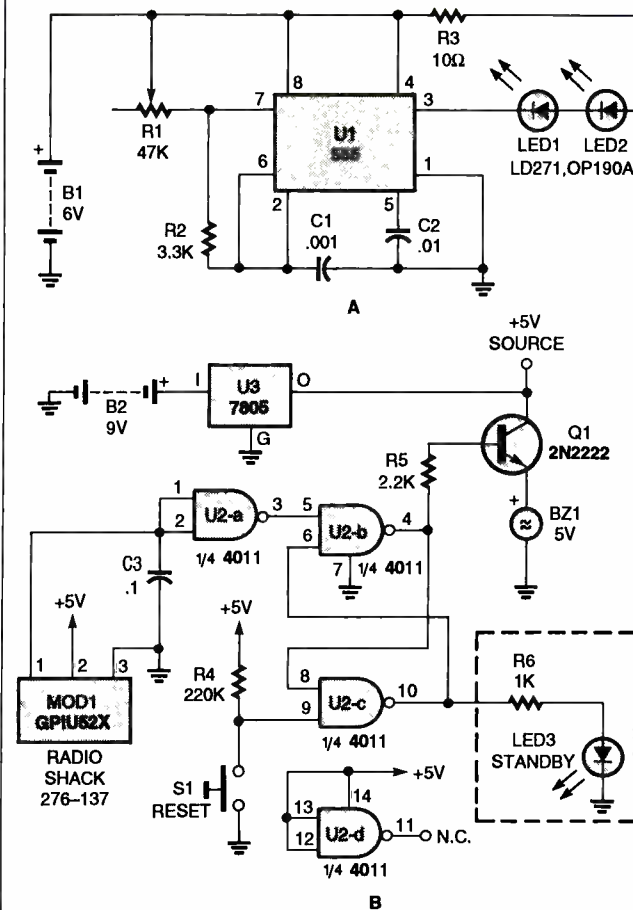 R3
10Ω
8
4
7
3
R1
47K
U1
555
LED1
LED2
LD271,OP190A
6
1
+
B1
6V
2
5
R2
3.3K
C1
.001
C2
.01
A
+5V
SOURCE
+
I
U3
7805
O
B2
9V
G
Q1
2N2222
R5
2.2K
+
BZ1
5V
1
2
U2-a
3
5
6
U2-b
4
1/4 4011
7
1/4 4011
C3
.1
+5V
+5V
1
2
3
MOD1
GPIU52X
RADIO
SHACK
276–137
R4
220K
8
9
U2-c
10
1/4 4011
R6
1K
LED3
STANDBY
S1
RESET
+5V
14
13
12
U2-d
11
N.C.
1/4 4011
B